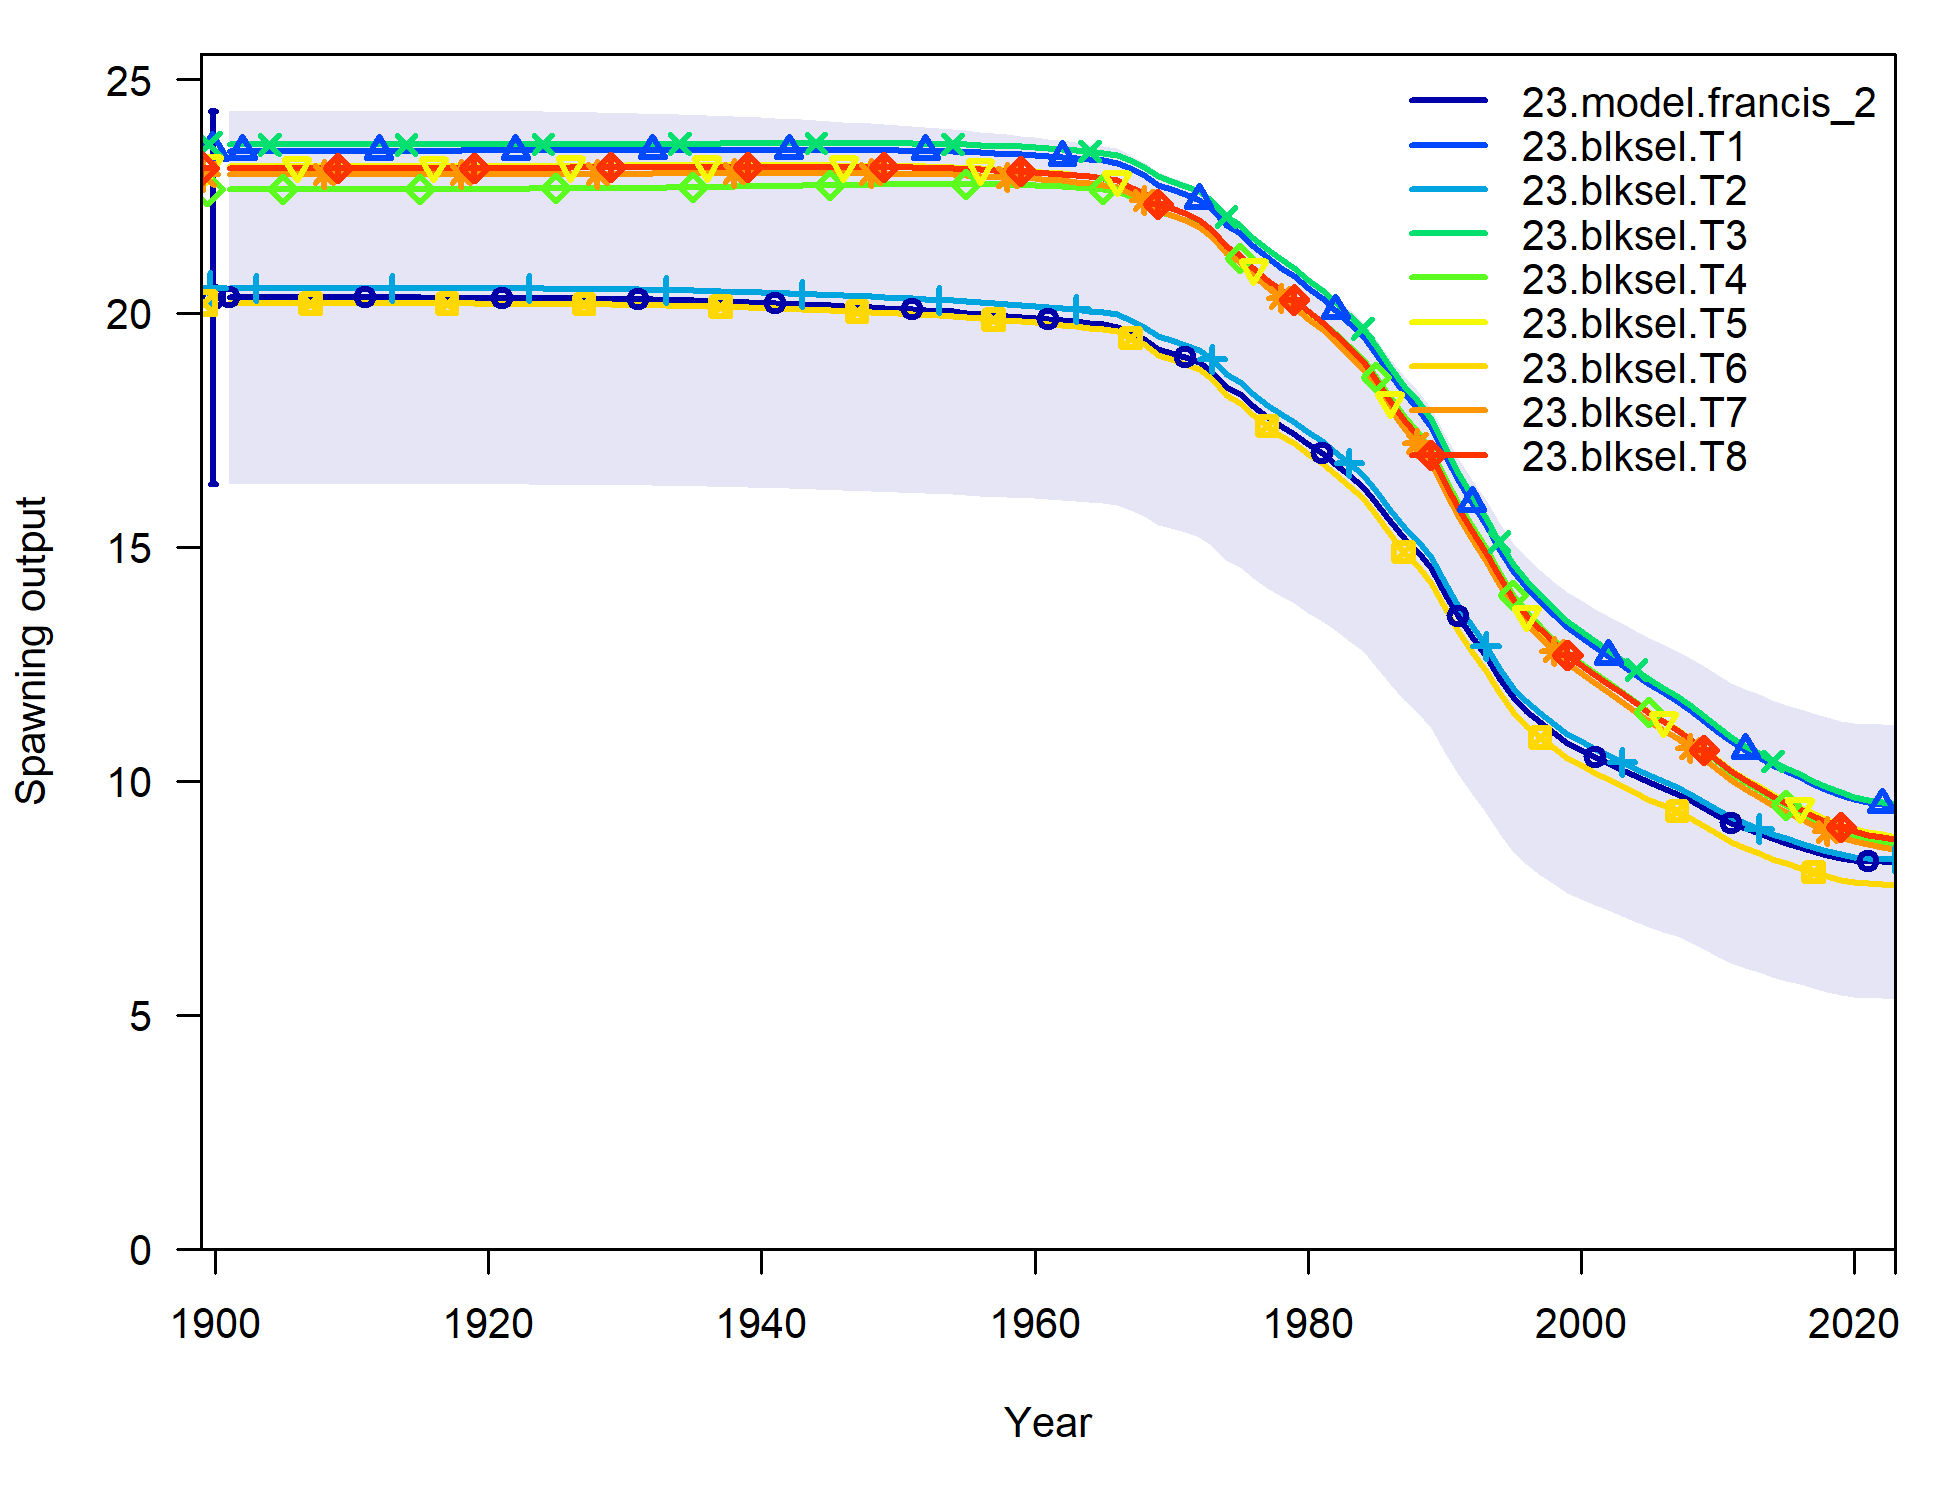 25
20
15
10
5
0
Spawning output
23.model.francis_2
23.blksel.T1
23.blksel.T2
23.blksel.T3
23.blksel.T4
23.blksel.T5
23.blksel.T6
23.blksel.T7
23.blksel.T8
1900 1920 1940 1960 1980 2000 2020
Year